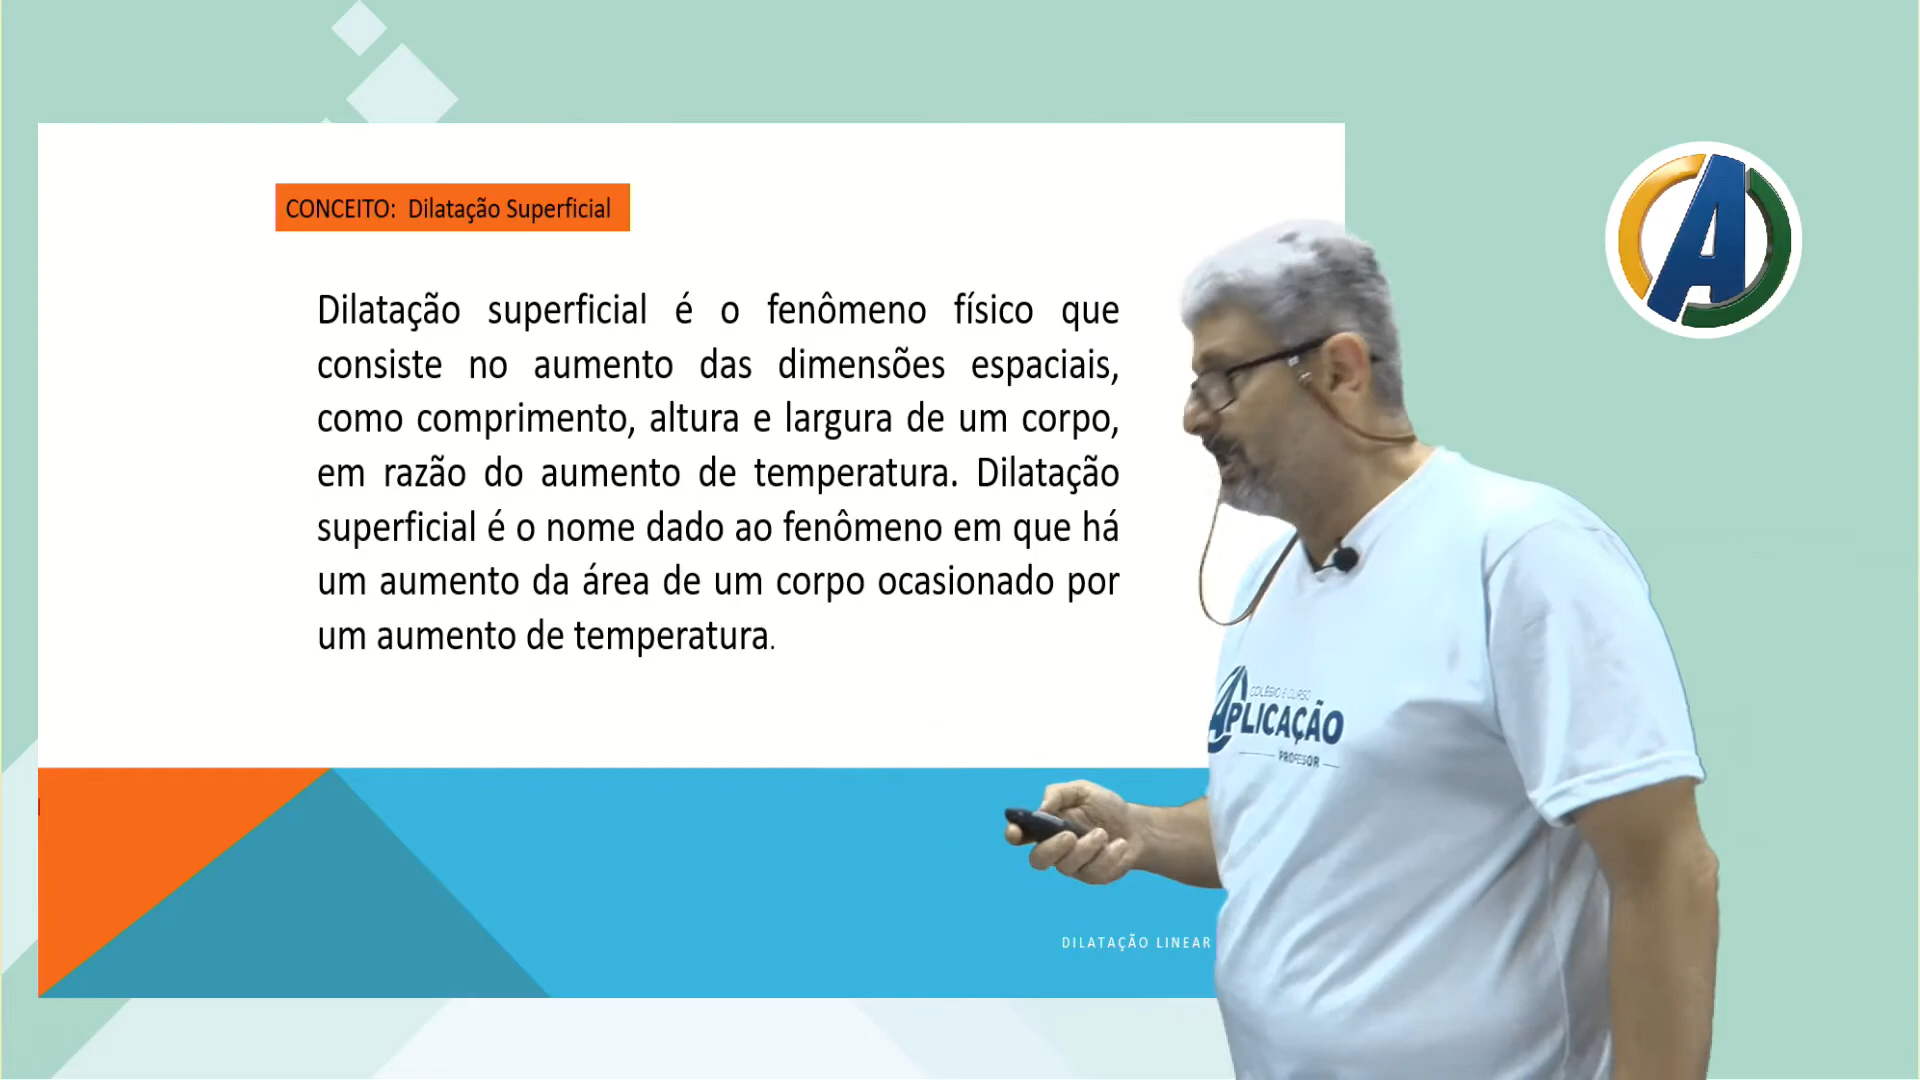 CONCEITO: Dilatação Superficial
Dilatação superficial é o fenômeno físico que
consiste no aumento das dimensões espaciais,
como comprimento, altura e largura de um corpo,
em razão do aumento de temperatura. Dilatação
superficial é o nome dado ao fenômeno em que há
um aumento da área de um corpo ocasionado por
um aumento de temperatura.
COLÉGIO E CURSO
APLICAÇÃO
PROFESSOR
DILATAÇÃO LINEAR